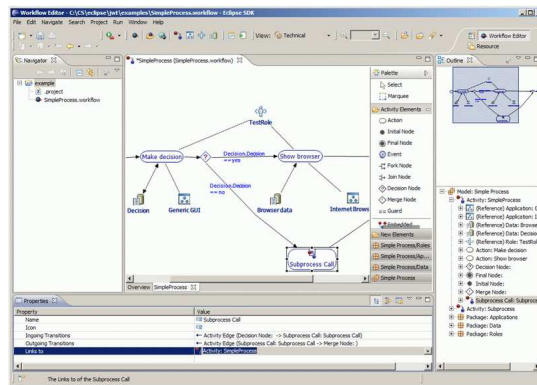 Workflow Editor - C:\CS\eclipse\jwt\examples\SimpleProcess.workflow - Eclipse SDK
File Edit Navigate Search Project Run Window Help
View: Technical
Workflow Editor
Resource
Navigator
example
.project
SimpleProcess.workflow
*SimpleProcess (SimpleProcess.workflow)
TestRole
Make decision
?
Decision.Decision
==yes
Show browser
Decision.Decision
==no
Decision
Generic GUI
Browser data
Internet Brows
Subprocess Call
Overview SimpleProcess
Palette
Select
Marquee
Activity Elements
Action
Initial Node
Final Node
Event
Fork Node
Join Node
Decision Node
Merge Node
Guard
Embedded
New Elements
Simple Process/Roles
Simple Process/Ap...
Simple Process/Data
Simple Process
Outline
Model: Simple Process
Activity: SimpleProcess
(Reference) Application: G
(Reference) Application: I
(Reference) Data: Browse
(Reference) Data: Decisio
(Reference) Role: TestRol
Action: Make decision
Action: Show browser
Decision Node:
Final Node:
Initial Node:
Merge Node:
Subprocess Call: Subproce
Activity: Subprocess
Package: Applications
Package: Data
Package: Roles
Properties
Property Value
Name Subprocess Call
Icon
Ingoing Transitions Activity Edge (Decision Node: -> Subprocess Call: Subprocess Call)
Outgoing Transitions Activity Edge (Subprocess Call: Subprocess Call -> Merge Node: )
Links to Activity: SimpleProcess
The Links of the Subprocess Call